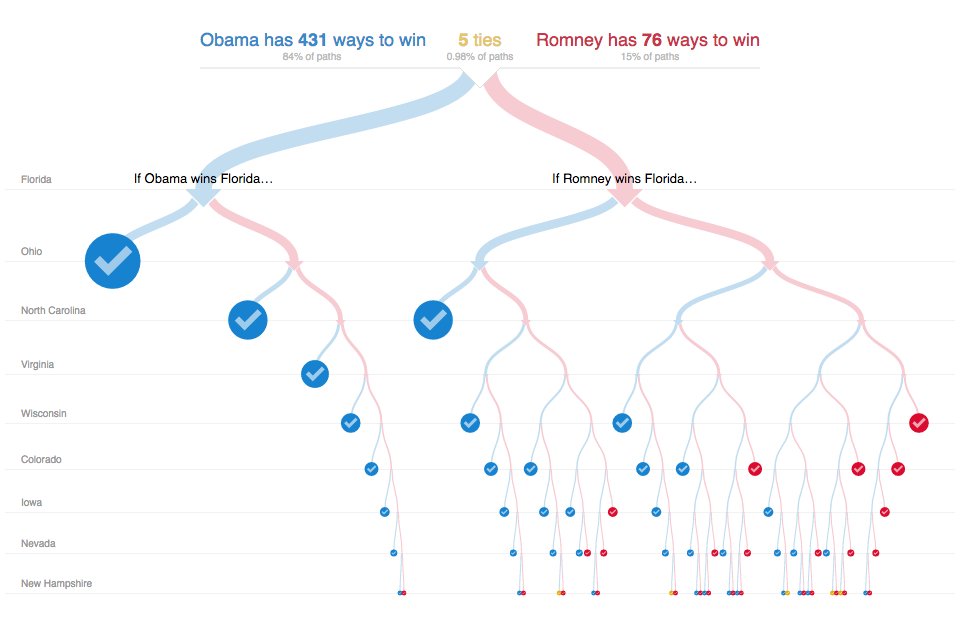 Obama has 431 ways to win 5 ties Romney has 76 ways to win
84% of paths 0.98% of paths 15% of paths
Florida If Obama wins Florida… If Romney wins Florida…
Ohio
North Carolina
Virginia
Wisconsin
Colorado
Iowa
Nevada
New Hampshire